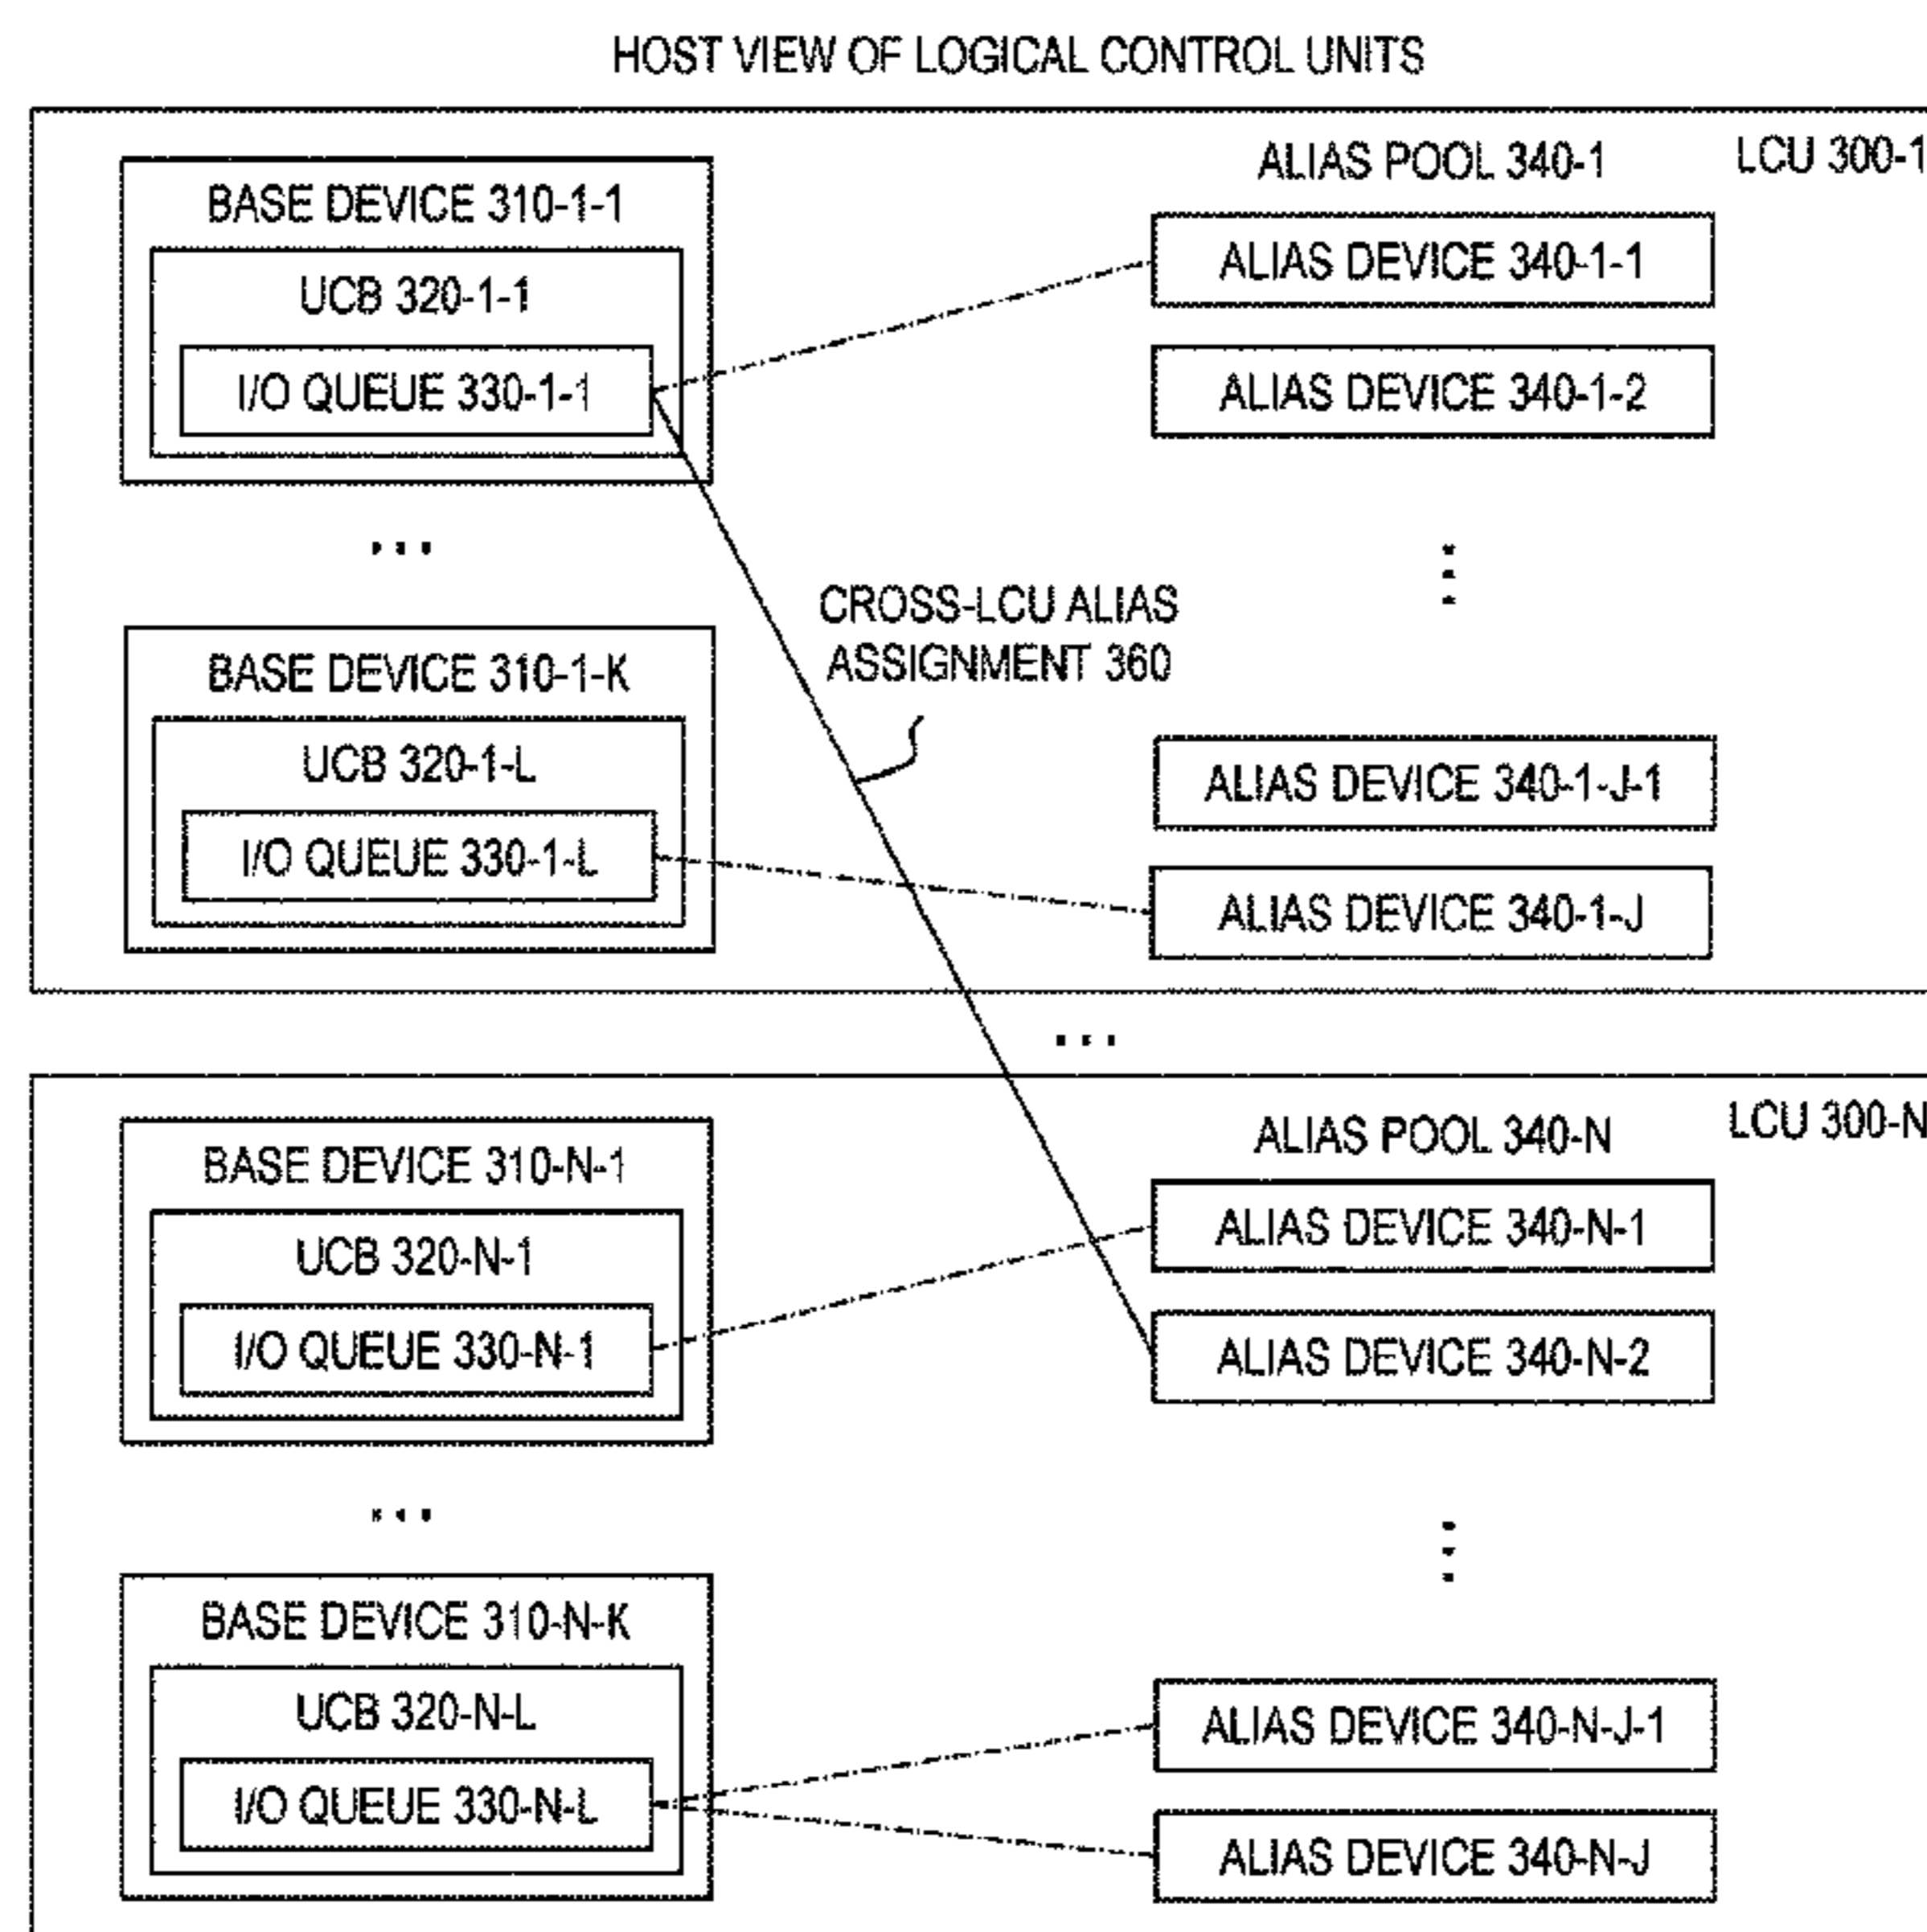 HOST VIEW OF LOGICAL CONTROL UNITS
LCU 300-1
BASE DEVICE 310-1-1
UCB 320-1-1
I/O QUEUE 330-1-1
...
BASE DEVICE 310-1-K
UCB 320-1-L
I/O QUEUE 330-1-L
CROSS-LCU ALIAS
ASSIGNMENT 360
ALIAS POOL 340-1
ALIAS DEVICE 340-1-1
ALIAS DEVICE 340-1-2
...
ALIAS DEVICE 340-1-J-1
ALIAS DEVICE 340-1-J
...
LCU 300-N
BASE DEVICE 310-N-1
UCB 320-N-1
I/O QUEUE 330-N-1
...
BASE DEVICE 310-N-K
UCB 320-N-L
I/O QUEUE 330-N-L
ALIAS POOL 340-N
ALIAS DEVICE 340-N-1
ALIAS DEVICE 340-N-2
...
ALIAS DEVICE 340-N-J-1
ALIAS DEVICE 340-N-J